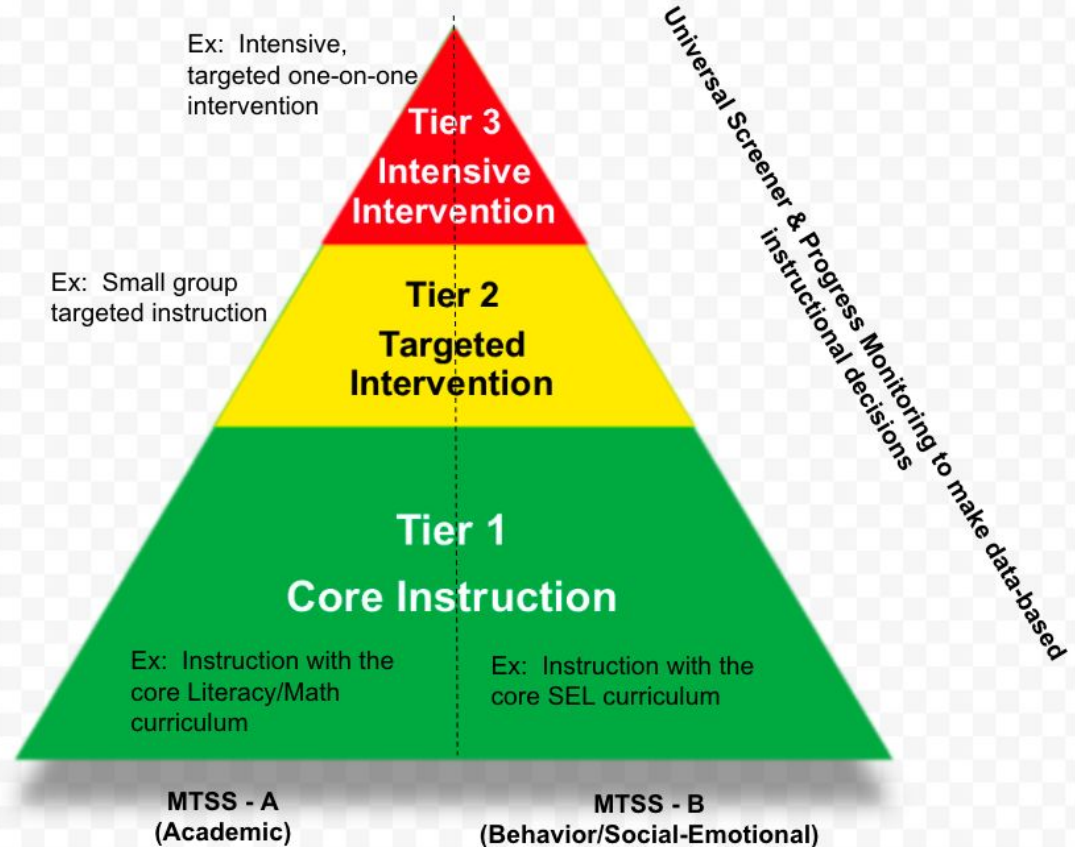 Ex:  Intensive,
targeted one-on-one
intervention
Tier 3
Intensive
Intervention
Universal Screener & Progress Monitoring to make data-based
instructional decisions
Ex:  Small group
targeted instruction
Tier 2
Targeted
Intervention
Tier 1
Core Instruction
Ex:  Instruction with the
core Literacy/Math
curriculum
Ex:  Instruction with the
core SEL curriculum
MTSS - A
(Academic)
MTSS - B
(Behavior/Social-Emotional)